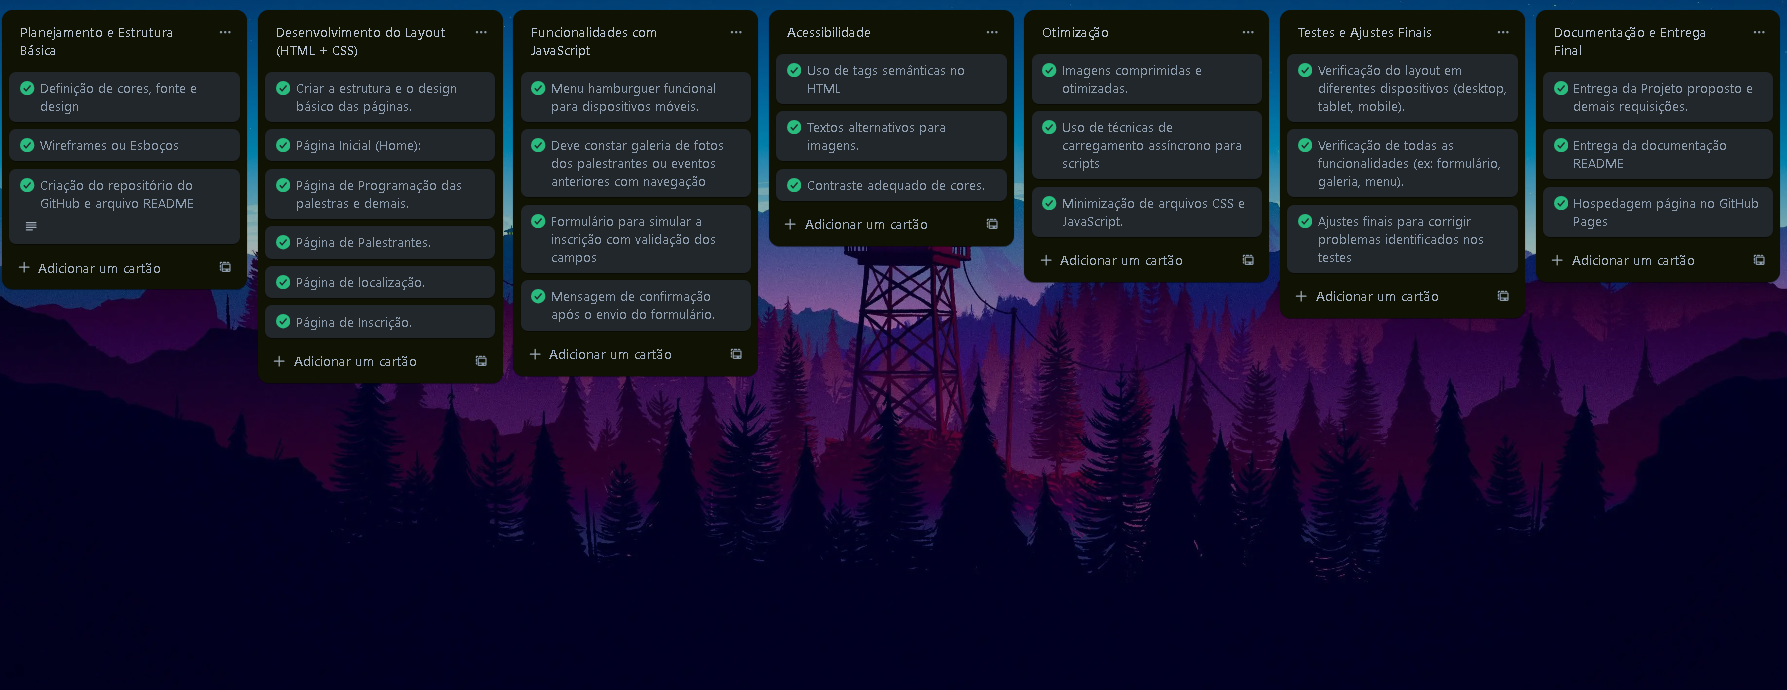 Planejamento e Estrutura
Básica
Definição de cores, fonte e
design
Wireframes ou Esboços
Criação do repositório do
GitHub e arquivo README
Adicionar um cartão
Desenvolvimento do Layout
(HTML + CSS)
Criar a estrutura e o design
básico das páginas.
Página Inicial (Home):
Página de Programação das
palestras e demais.
Página de Palestrantes.
Página de localização.
Página de Inscrição.
Adicionar um cartão
Funcionalidades com
JavaScript
Menu hamburguer funcional
para dispositivos móveis.
Deve constar galeria de fotos
dos palestrantes ou eventos
anteriores com navegação
Formulário para simular a
inscrição com validação dos
campos
Mensagem de confirmação
após o envio do formulário.
Adicionar um cartão
Acessibilidade
Uso de tags semânticas no
HTML
Textos alternativos para
imagens.
Contraste adequado de cores.
Adicionar um cartão
Otimização
Imagens comprimidas e
otimizadas.
Uso de técnicas de
carregamento assíncrono para
scripts
Minimização de arquivos CSS e
JavaScript.
Adicionar um cartão
Testes e Ajustes Finais
Verificação do layout em
diferentes dispositivos (desktop,
tablet, mobile).
Verificação de todas as
funcionalidades (ex: formulário,
galeria, menu).
Ajustes finais para corrigir
problemas identificados nos
testes
Adicionar um cartão
Documentação e Entrega
Final
Entrega da Projeto proposto e
demais requisições.
Entrega da documentação
README
Hospedagem página no GitHub
Pages
Adicionar um cartão